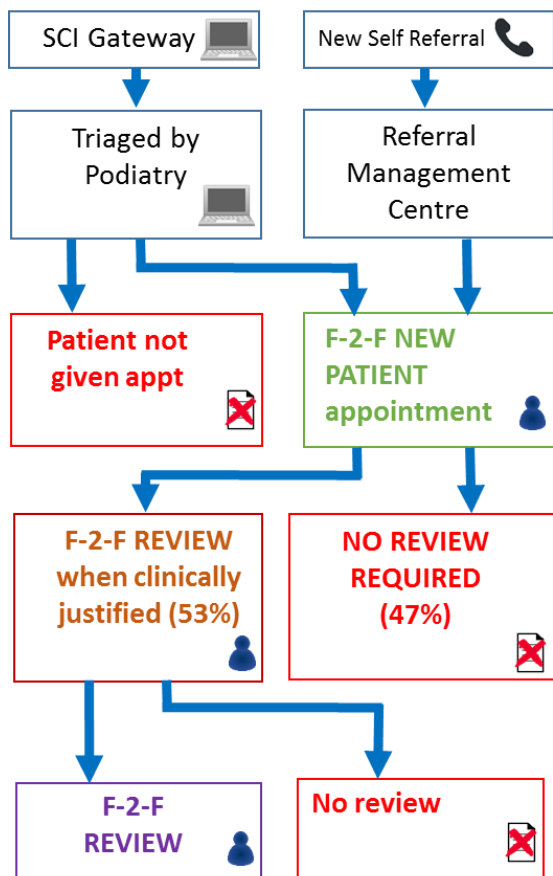 SCI Gateway
New Self Referral
Triaged by
Podiatry
Referral
Management
Centre
Patient not
given appt
F-2-F NEW
PATIENT
appointment
F-2-F REVIEW
when clinically
justified (53%)
NO REVIEW
REQUIRED
(47%)
F-2-F
REVIEW
No review